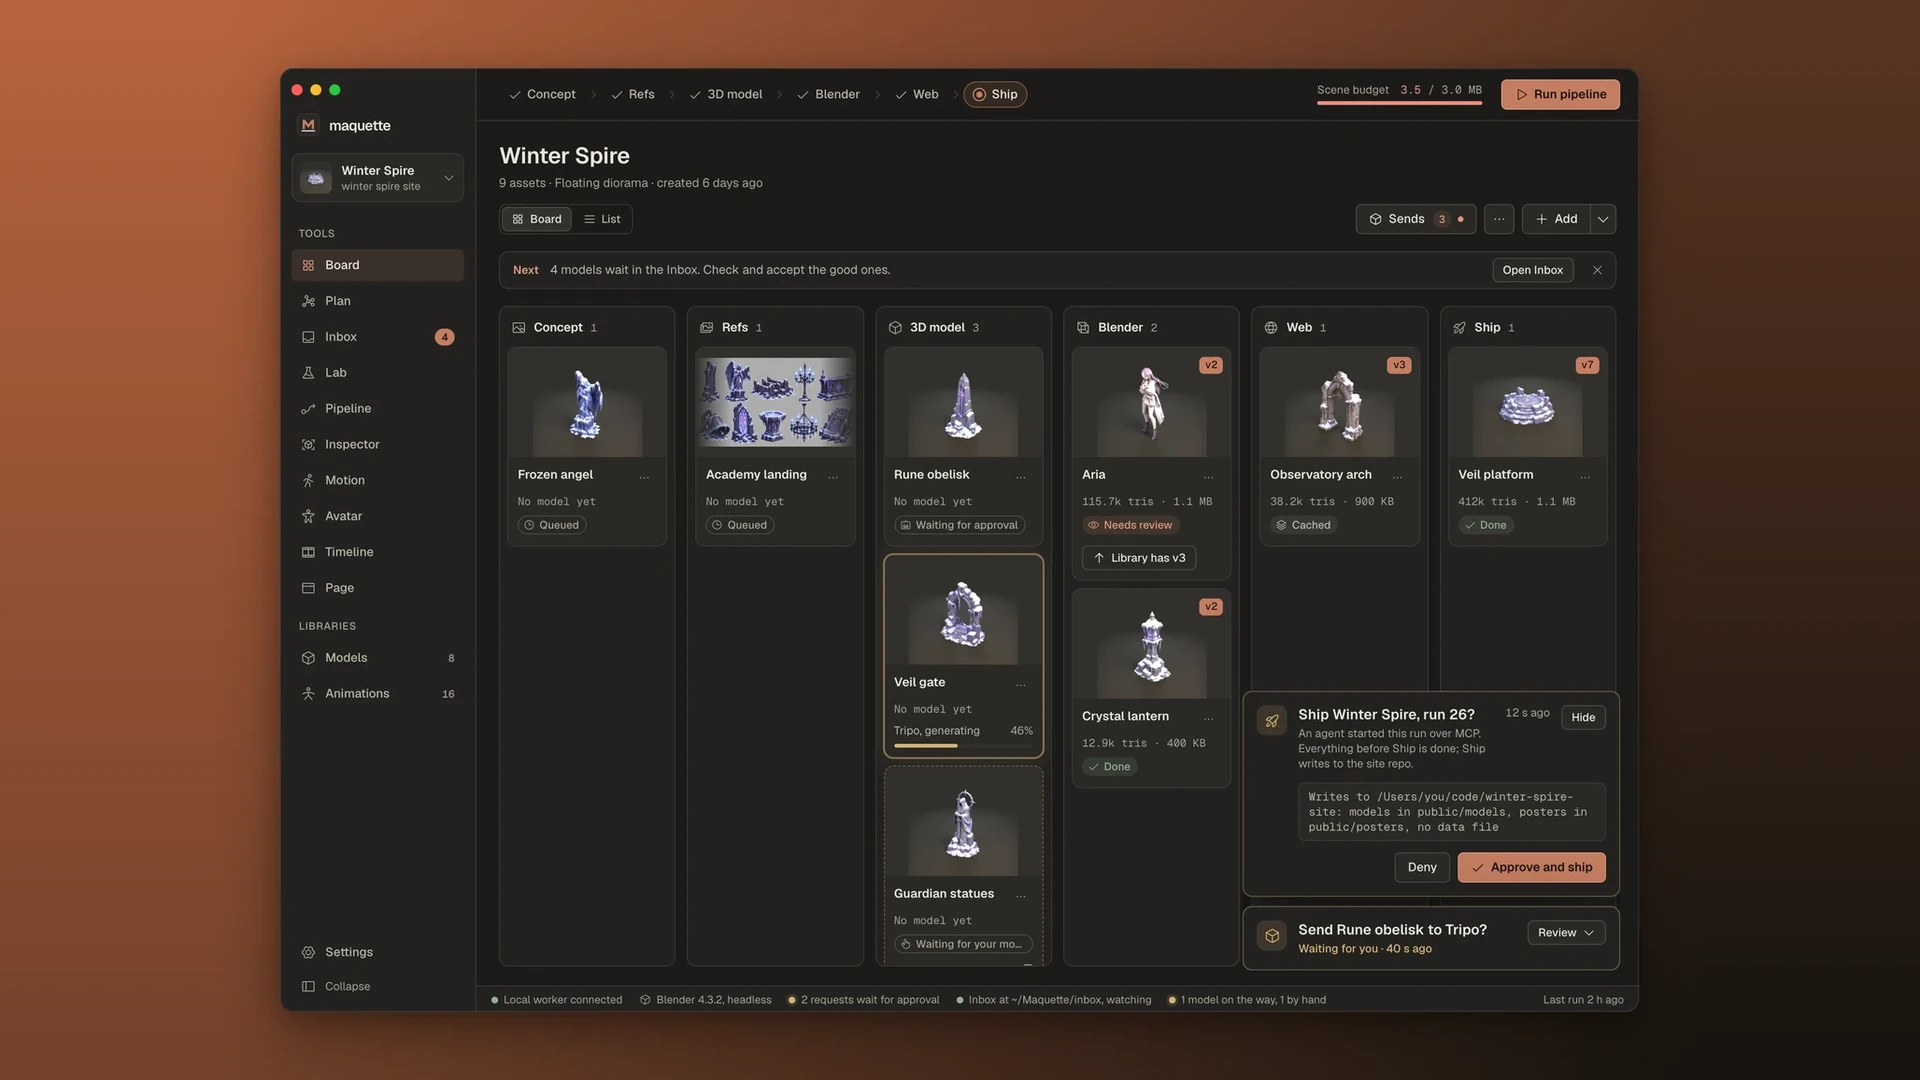 Concept
Refs
3D model
Blender
Web
Ship
Scene budget 3.5 / 3.0 MB
Run pipeline
maquette
Winter Spire
winter spire site
TOOLS
Board
Plan
Inbox 4
Lab
Pipeline
Inspector
Motion
Avatar
Timeline
Page
LIBRARIES
Models 8
Animations 16
Settings
Collapse
Winter Spire
9 assets · Floating diorama · created 6 days ago
Board
List
Sends 3
...
Add
Next 4 models wait in the Inbox. Check and accept the good ones.
Open Inbox
Concept 1
Frozen angel ...
No model yet
Queued
Refs 1
Academy landing ...
No model yet
Queued
3D model 3
Rune obelisk ...
No model yet
Waiting for approval
Veil gate ...
No model yet
Tripo, generating 46%
Guardian statues ...
No model yet
Waiting for your mo...
Blender 2
v2
Aria ...
115.7k tris · 1.1 MB
Needs review
Library has v3
v2
Crystal lantern ...
12.9k tris · 400 KB
Done
Web 1
v3
Observatory arch ...
38.2k tris · 900 KB
Cached
Ship 1
v7
Veil platform ...
412k tris · 1.1 MB
Done
Ship Winter Spire, run 26?
12 s ago
Hide
An agent started this run over MCP.
Everything before Ship is done; Ship
writes to the site repo.
Writes to /Users/you/code/winter-spire-
site: models in public/models, posters in
public/posters, no data file
Deny
Approve and ship
Send Rune obelisk to Tripo?
Waiting for you · 40 s ago
Review
Local worker connected
Blender 4.3.2, headless
2 requests wait for approval
Inbox at ~/Maquette/inbox, watching
1 model on the way, 1 by hand
Last run 2 h ago